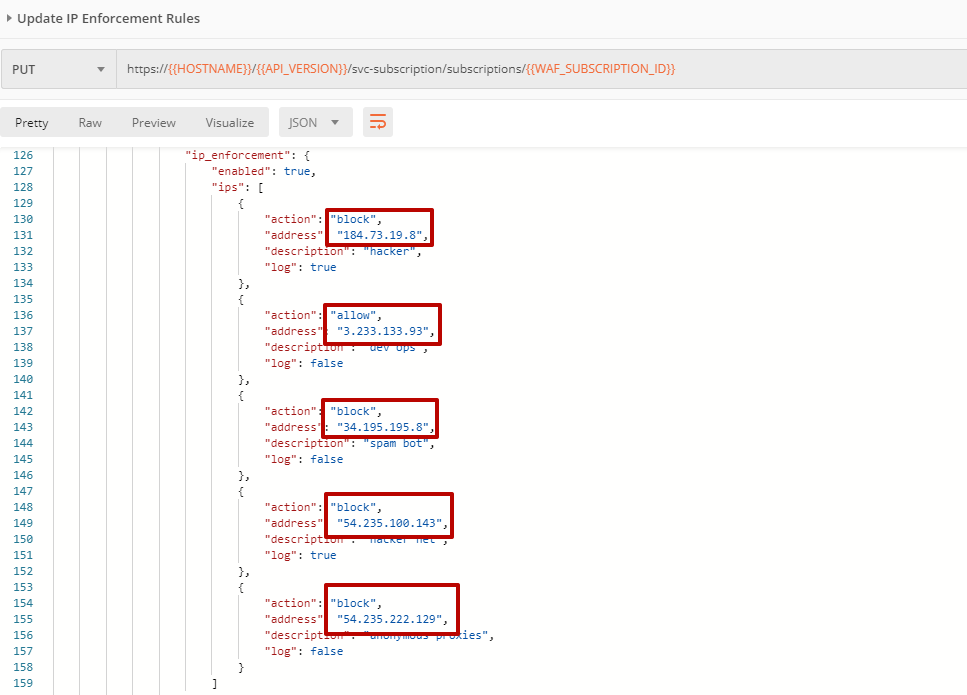 Update IP Enforcement Rules
PUT https://{{HOSTNAME}}/{{API_VERSION}}/svc-subscription/subscriptions/{{WAF_SUBSCRIPTION_ID}}
Pretty Raw Preview Visualize JSON
126 "ip_enforcement": {
127 "enabled": true,
128 "ips": [
129 {
130 "action": "block",
131 "address": "184.73.19.8",
132 "description": "hacker",
133 "log": true
134 },
135 {
136 "action": "allow",
137 "address": "3.233.133.93",
138 "description": "dev ops",
139 "log": false
140 },
141 {
142 "action": "block",
143 "address": "34.195.195.8",
144 "description": "spam bot",
145 "log": false
146 },
147 {
148 "action": "block",
149 "address": "54.235.100.143",
150 "description": "hacker net",
151 "log": true
152 },
153 {
154 "action": "block",
155 "address": "54.235.222.129",
156 "description": "anonymous proxies",
157 "log": false
158 }
159 ]